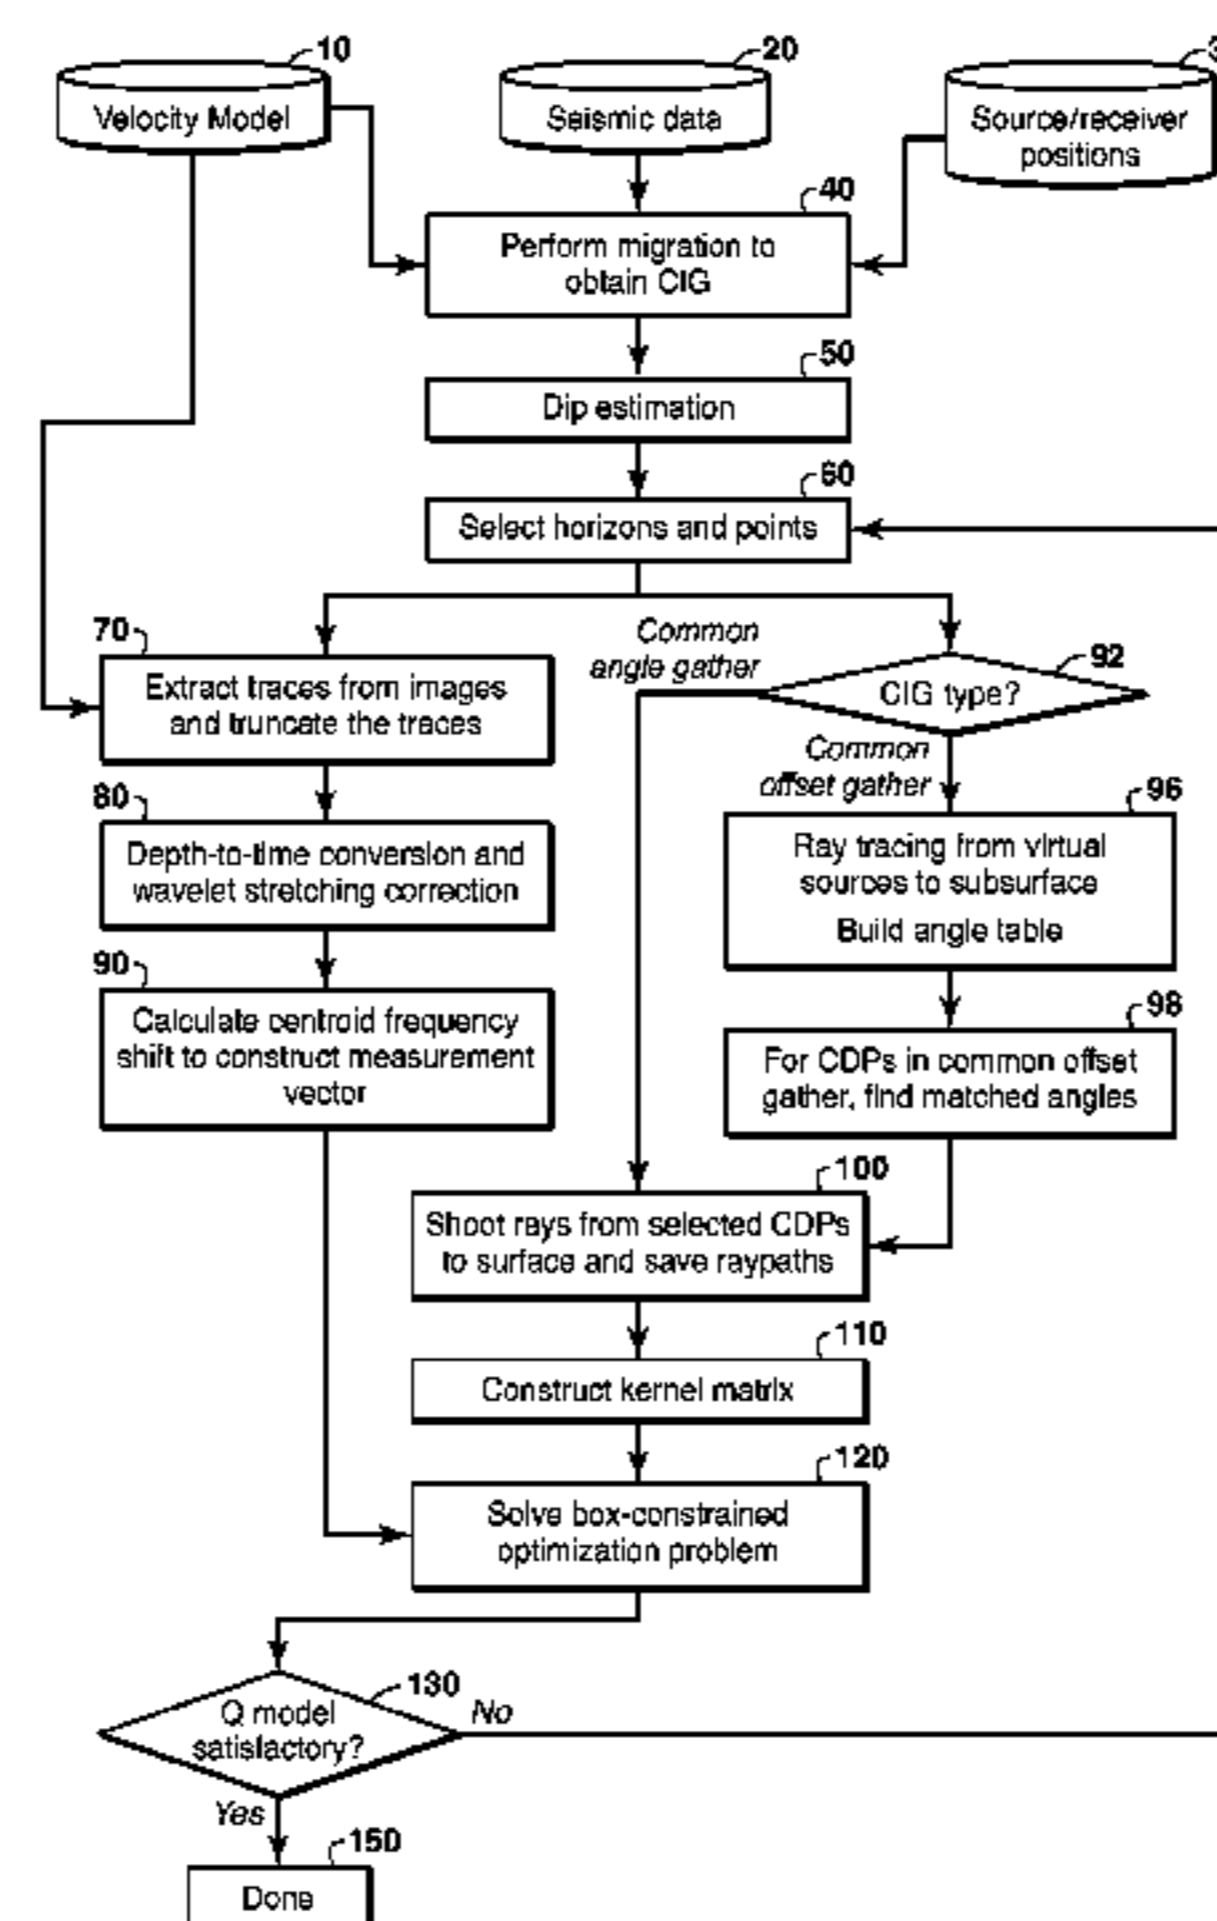 10
Velocity Model
20
Seismic data
3
Source/receiver
positions
40
Perform migration to
obtain CIG
50
Dip estimation
60
Select horizons and points
70
Extract traces from images
and truncate the traces
Common
angle gather
92
CIG type?
Common
offset gather
80
Depth-to-time conversion and
wavelet stretching correction
96
Ray tracing from virtual
sources to subsurface
Build angle table
90
Calculate centroid frequency
shift to construct measurement
vector
98
For CDPs in common offset
gather, find matched angles
100
Shoot rays from selected CDPs
to surface and save raypaths
110
Construct kernel matrix
120
Solve box-constrained
optimization problem
130
Q model
satisfactory?
No
Yes
150
Done